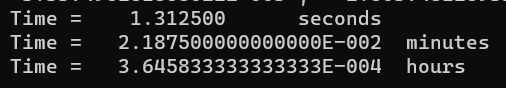 Time =    1.312500       seconds
Time =   2.187500000000000E-002  minutes
Time =   3.645833333333333E-004  hours